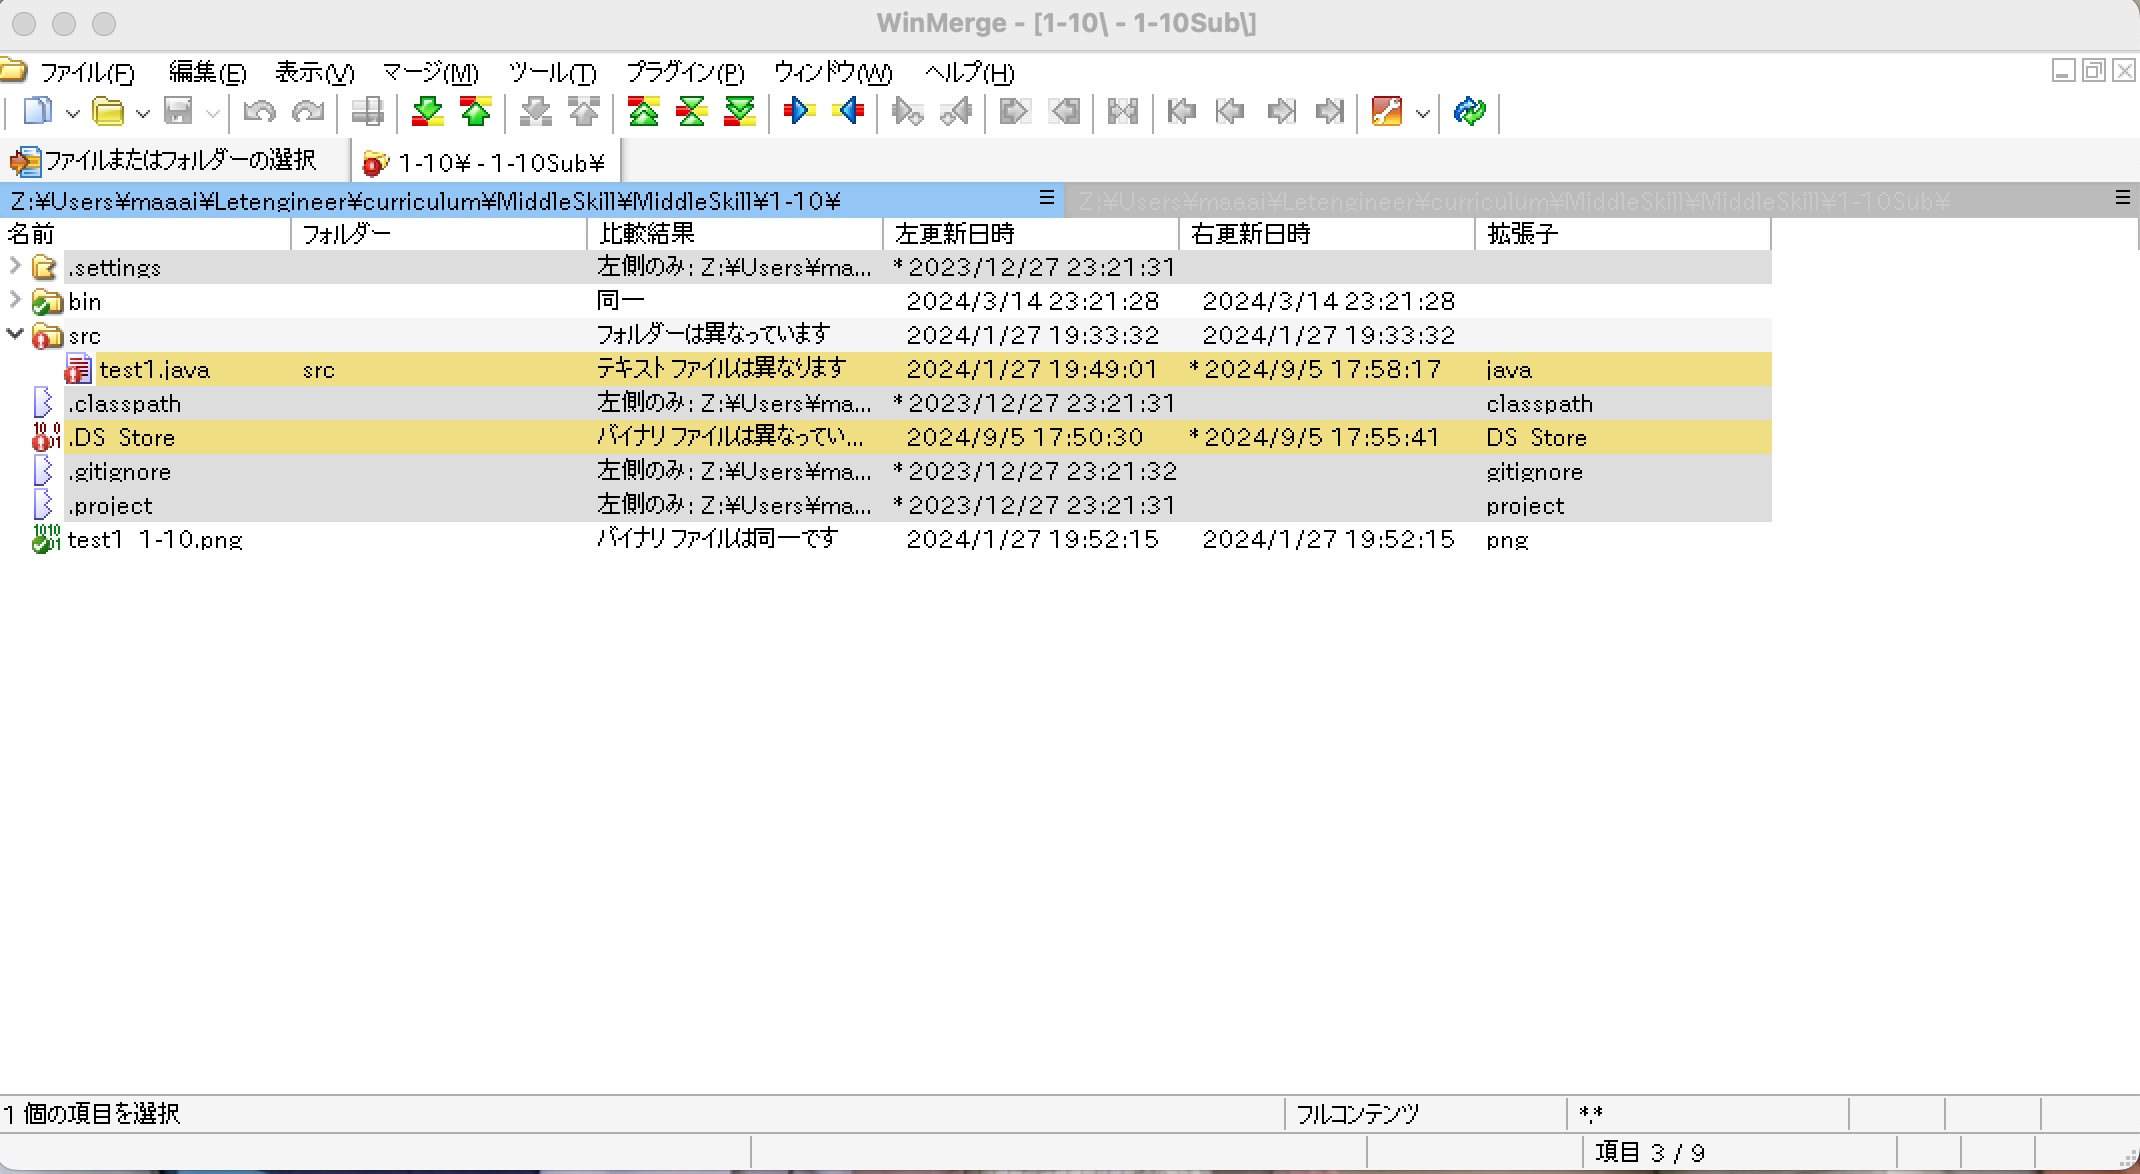 WinMerge - [1-10\ - 1-10Sub\]
ファイル(F) 編集(E) 表示(V) マージ(M) ツール(T) プラグイン(P) ウィンドウ(W) ヘルプ(H)
ファイルまたはフォルダーの選択 1-10¥ - 1-10Sub¥
Z:¥Users¥maaai¥Letengineer¥curriculum¥MiddleSkill¥MiddleSkill¥1-10¥ Z:¥Users¥maaai¥Letengineer¥curriculum¥MiddleSkill¥MiddleSkill¥1-10Sub¥
名前 フォルダー 比較結果 左更新日時 右更新日時 拡張子
.settings 左側のみ: Z:¥Users¥ma... *2023/12/27 23:21:31
bin 同一 2024/3/14 23:21:28 2024/3/14 23:21:28
src フォルダーは異なっています 2024/1/27 19:33:32 2024/1/27 19:33:32
test1.java src テキスト ファイルは異なります 2024/1/27 19:49:01 *2024/9/5 17:58:17 java
.classpath 左側のみ: Z:¥Users¥ma... *2023/12/27 23:21:31 classpath
.DS_Store バイナリ ファイルは異なってい... 2024/9/5 17:50:30 *2024/9/5 17:55:41 DS_Store
.gitignore 左側のみ: Z:¥Users¥ma... *2023/12/27 23:21:32 gitignore
.project 左側のみ: Z:¥Users¥ma... *2023/12/27 23:21:31 project
test1_1-10.png バイナリ ファイルは同一です 2024/1/27 19:52:15 2024/1/27 19:52:15 png
1 個の項目を選択 フルコンテンツ *.*
項目 3 / 9